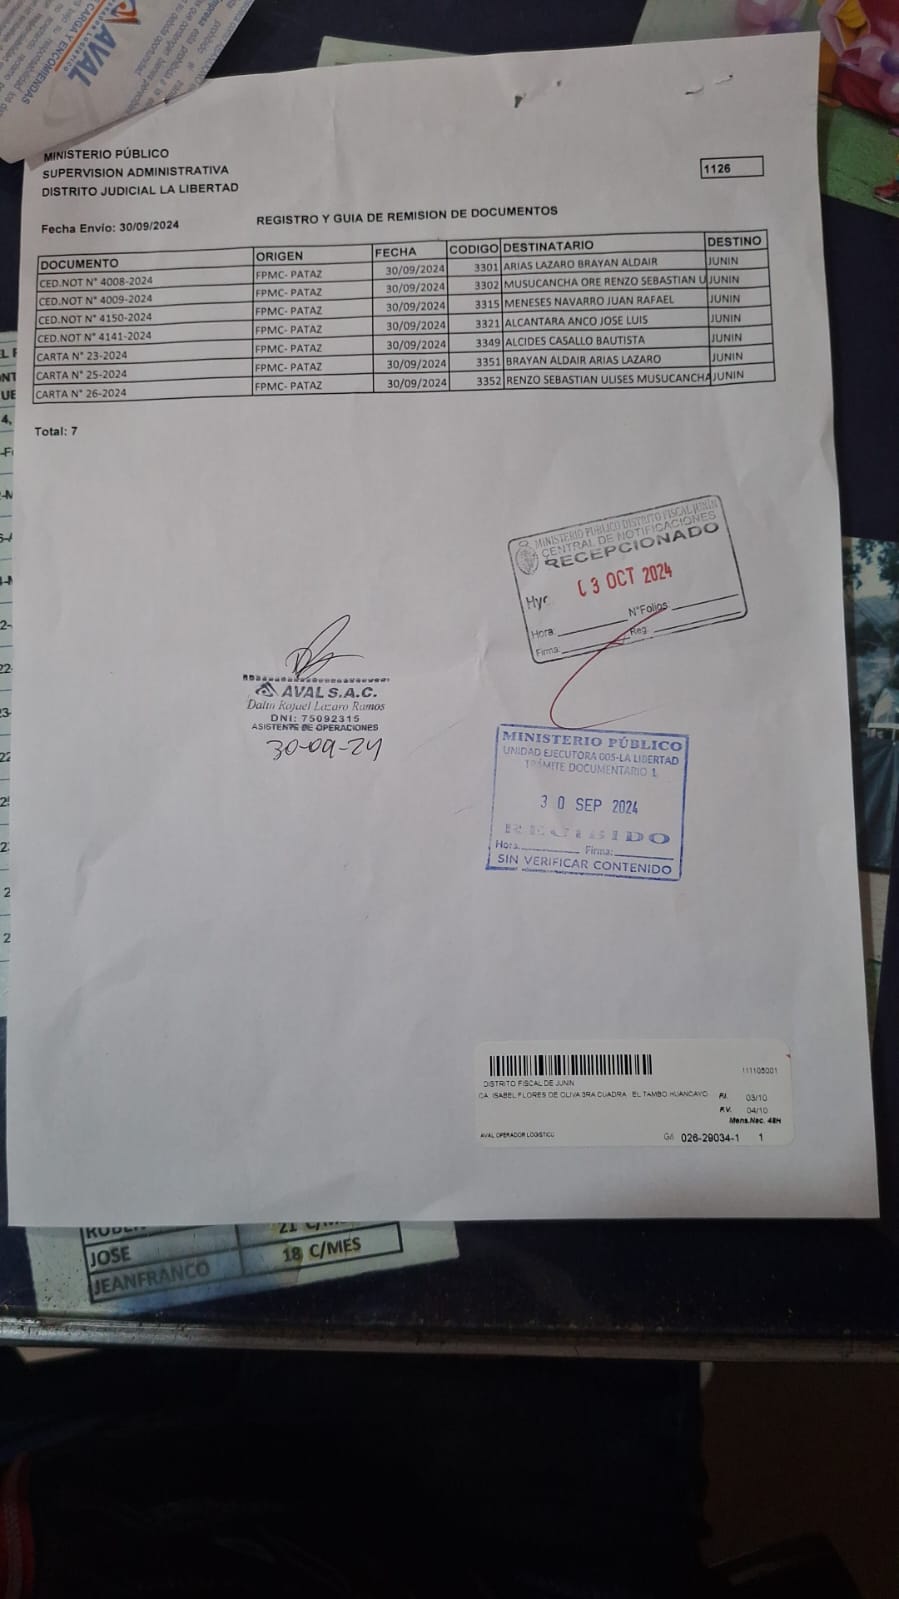 AVAL
CARGA Y ENCOMIENDAS
MINISTERIO PÚBLICO
SUPERVISION ADMINISTRATIVA
DISTRITO JUDICIAL LA LIBERTAD
1126
Fecha Envío: 30/09/2024
REGISTRO Y GUIA DE REMISION DE DOCUMENTOS
DOCUMENTO ORIGEN FECHA CODIGO DESTINATARIO DESTINO
CED.NOT N° 4008-2024 FPMC- PATAZ 30/09/2024 3301 ARIAS LAZARO BRAYAN ALDAIR JUNIN
CED.NOT N° 4009-2024 FPMC- PATAZ 30/09/2024 3302 MUSUCANCHA ORE RENZO SEBASTIAN U JUNIN
CED.NOT N° 4150-2024 FPMC- PATAZ 30/09/2024 3315 MENESES NAVARRO JUAN RAFAEL JUNIN
CED.NOT N° 4141-2024 FPMC- PATAZ 30/09/2024 3321 ALCANTARA ANCO JOSE LUIS JUNIN
CARTA N° 23-2024 FPMC- PATAZ 30/09/2024 3349 ALCIDES CASALLO BAUTISTA JUNIN
CARTA N° 25-2024 FPMC- PATAZ 30/09/2024 3351 BRAYAN ALDAIR ARIAS LAZARO JUNIN
CARTA N° 26-2024 FPMC- PATAZ 30/09/2024 3352 RENZO SEBASTIAN ULISES MUSUCANCHA JUNIN
Total: 7
MINISTERIO PÚBLICO DISTRITO FISCAL JUNÍN
CENTRAL DE NOTIFICACIONES
RECEPCIONADO
Hyo. 03 OCT 2024
Hora: N°Folios:
Firma: Reg.
AVAL S.A.C.
Dalin Rafael Lazaro Ramos
DNI: 75092315
ASISTENTE DE OPERACIONES
30-09-24
MINISTERIO PÚBLICO
UNIDAD EJECUTORA 005-LA LIBERTAD
TRÁMITE DOCUMENTARIO 1
30 SEP 2024
RECIBIDO
Hora: Firma:
SIN VERIFICAR CONTENIDO
111105001
DISTRITO FISCAL DE JUNIN
CA. ISABEL FLORES DE OLIVA 3RA CUADRA EL TAMBO HUANCAYO F.I. 03/10
F.V. 04/10
Mens.Nac. 48H
AVAL OPERADOR LOGISTICO G/I 026-29034-1 1
JOSE 18 C/MES
JEANFRANCO